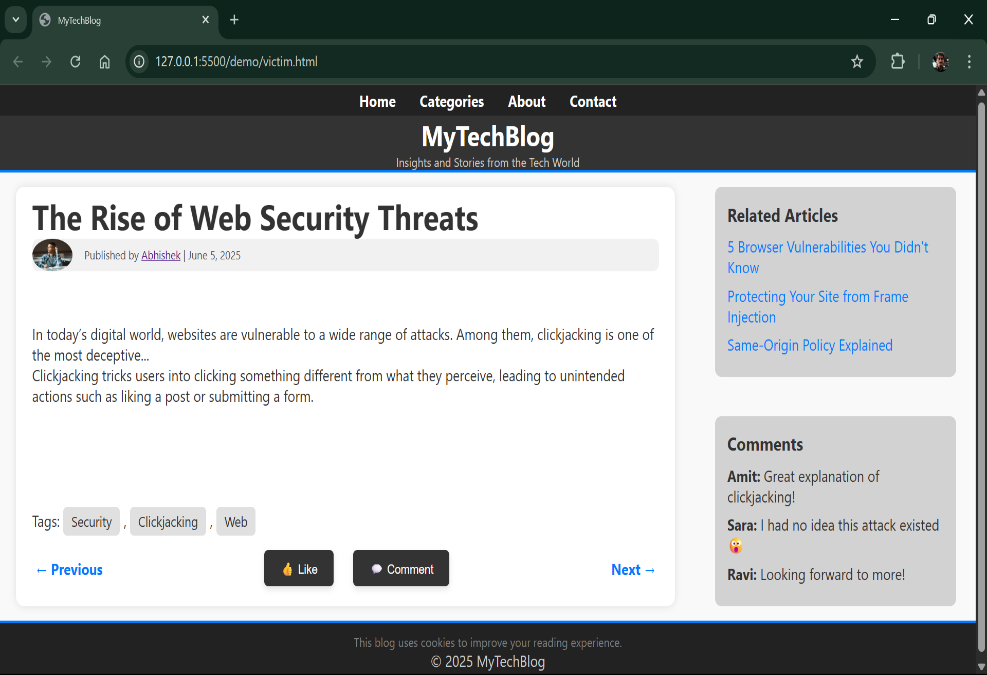 MyTechBlog
127.0.0.1:5500/demo/victim.html
Home Categories About Contact
MyTechBlog
Insights and Stories from the Tech World
The Rise of Web Security Threats
Published by Abhishek | June 5, 2025
In today's digital world, websites are vulnerable to a wide range of attacks. Among them, clickjacking is one of
the most deceptive...
Clickjacking tricks users into clicking something different from what they perceive, leading to unintended
actions such as liking a post or submitting a form.
Tags: Security , Clickjacking , Web
← Previous 👍 Like 💬 Comment Next →
Related Articles
5 Browser Vulnerabilities You Didn't
Know
Protecting Your Site from Frame
Injection
Same-Origin Policy Explained
Comments
Amit: Great explanation of
clickjacking!
Sara: I had no idea this attack existed
😲
Ravi: Looking forward to more!
This blog uses cookies to improve your reading experience.
© 2025 MyTechBlog